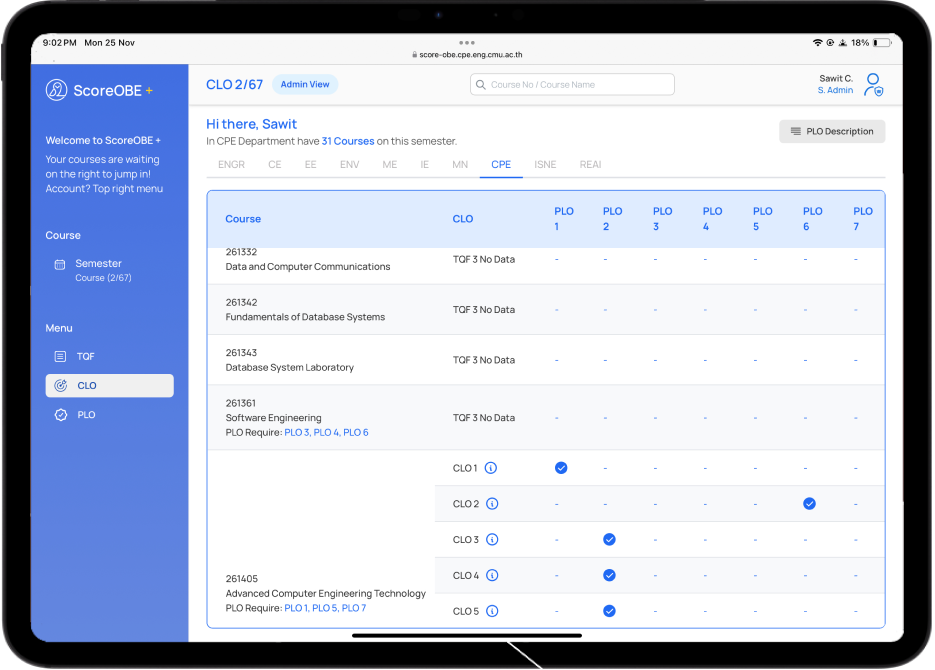 9:02 PM Mon 25 Nov
18%
score-obe.cpe.eng.cmu.ac.th
ScoreOBE +
CLO 2/67
Admin View
Course No / Course Name
Sawit C.
S. Admin
Welcome to ScoreOBE +
Your courses are waiting
on the right to jump in!
Account? Top right menu
Course
Semester
Course (2/67)
Menu
TQF
CLO
PLO
Hi there, Sawit
In CPE Department have 31 Courses on this semester.
PLO Description
ENGR CE EE ENV ME IE MN CPE ISNE REAI
Course CLO PLO 1 PLO 2 PLO 3 PLO 4 PLO 5 PLO 6 PLO 7
261332
Data and Computer Communications
TQF 3 No Data - - - - - - -
261342
Fundamentals of Database Systems
TQF 3 No Data - - - - - - -
261343
Database System Laboratory
TQF 3 No Data - - - - - - -
261361
Software Engineering
PLO Require: PLO 3, PLO 4, PLO 6
TQF 3 No Data - - - - - - -
261405
Advanced Computer Engineering Technology
PLO Require: PLO 1, PLO 5, PLO 7
CLO 1 - - - - - -
CLO 2 - - - - - -
CLO 3 - - - - - -
CLO 4 - - - - - -
CLO 5 - - - - - -